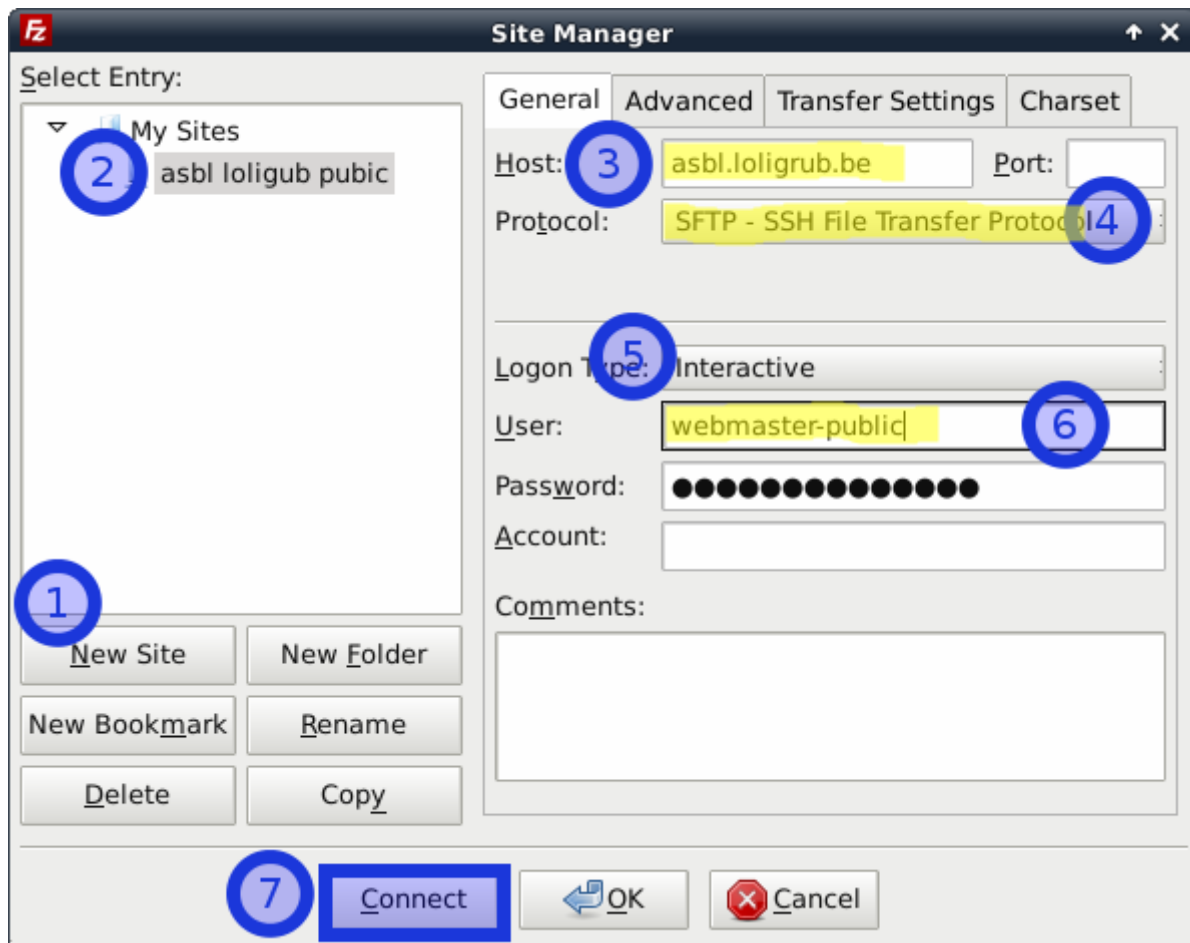 Fz Site Manager
Select Entry:
My Sites
2 asbl loligub pubic
1
New Site New Folder
New Bookmark Rename
Delete Copy
General Advanced Transfer Settings Charset
Host: 3 asbl.loligrub.be Port:
Protocol: SFTP - SSH File Transfer Protocol 4
Logon Type: 5 Interactive
User: webmaster-public 6
Password: ●●●●●●●●●●●●●●
Account:
Comments:
7 Connect OK Cancel